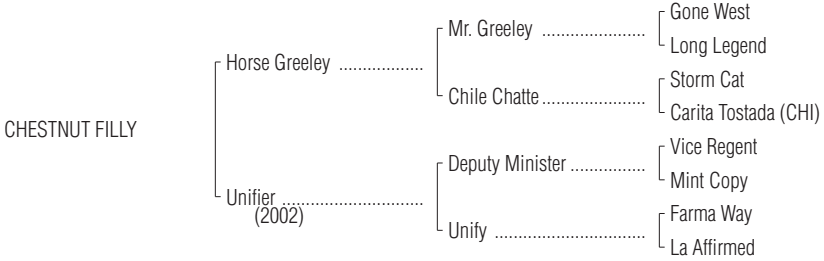 Gone West
Mr. Greeley ......................
Long Legend
Horse Greeley ..................
Storm Cat
Chile Chatte ......................
Carita Tostada (CHI)
CHESTNUT FILLY
Vice Regent
Deputy Minister ................
Mint Copy
Unifier ..............................
(2002)
Farma Way
Unify ................................
La Affirmed